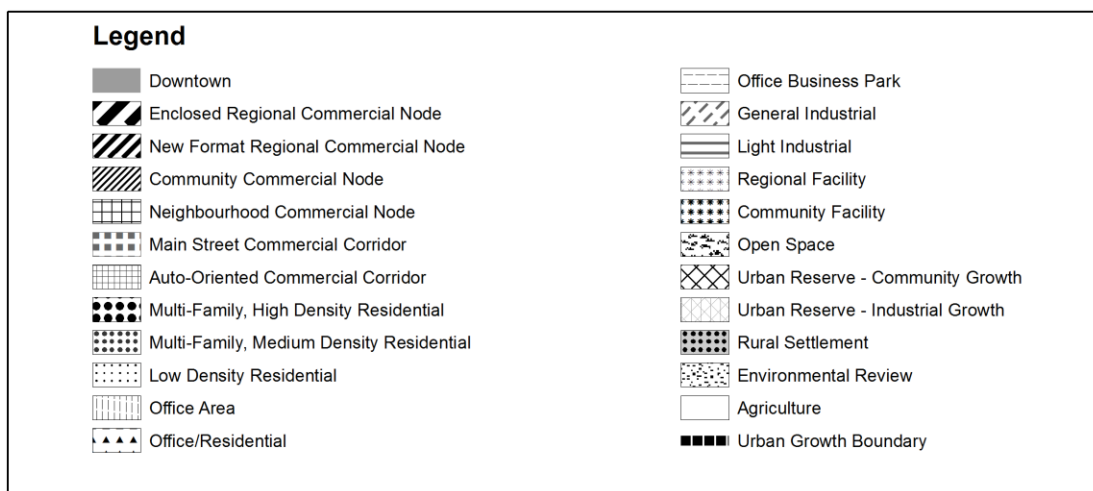 Legend
Downtown
Enclosed Regional Commercial Node
New Format Regional Commercial Node
Community Commercial Node
Neighbourhood Commercial Node
Main Street Commercial Corridor
Auto-Oriented Commercial Corridor
Multi-Family, High Density Residential
Multi-Family, Medium Density Residential
Low Density Residential
Office Area
Office/Residential
Office Business Park
General Industrial
Light Industrial
Regional Facility
Community Facility
Open Space
Urban Reserve - Community Growth
Urban Reserve - Industrial Growth
Rural Settlement
Environmental Review
Agriculture
Urban Growth Boundary